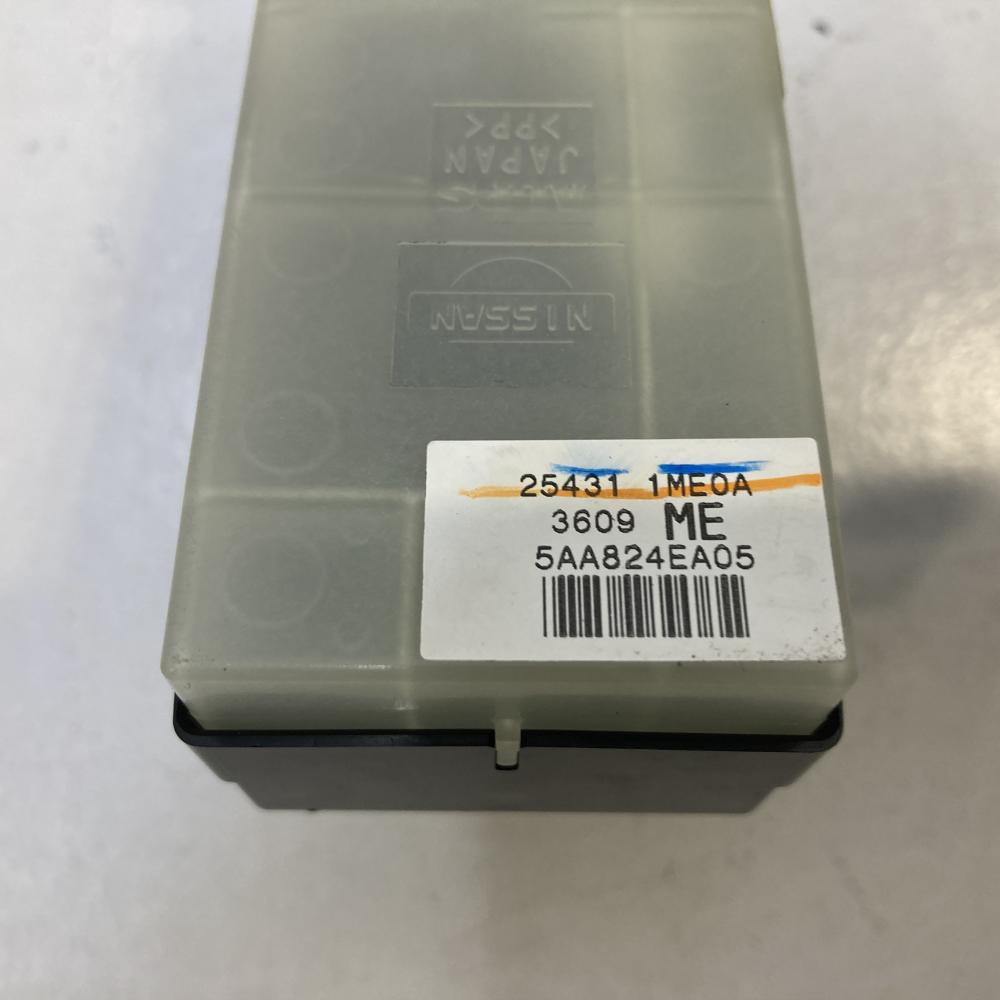 >PP<
JAPAN
NISSAN
25431 1ME0A
3609 ME
5AA824EA05